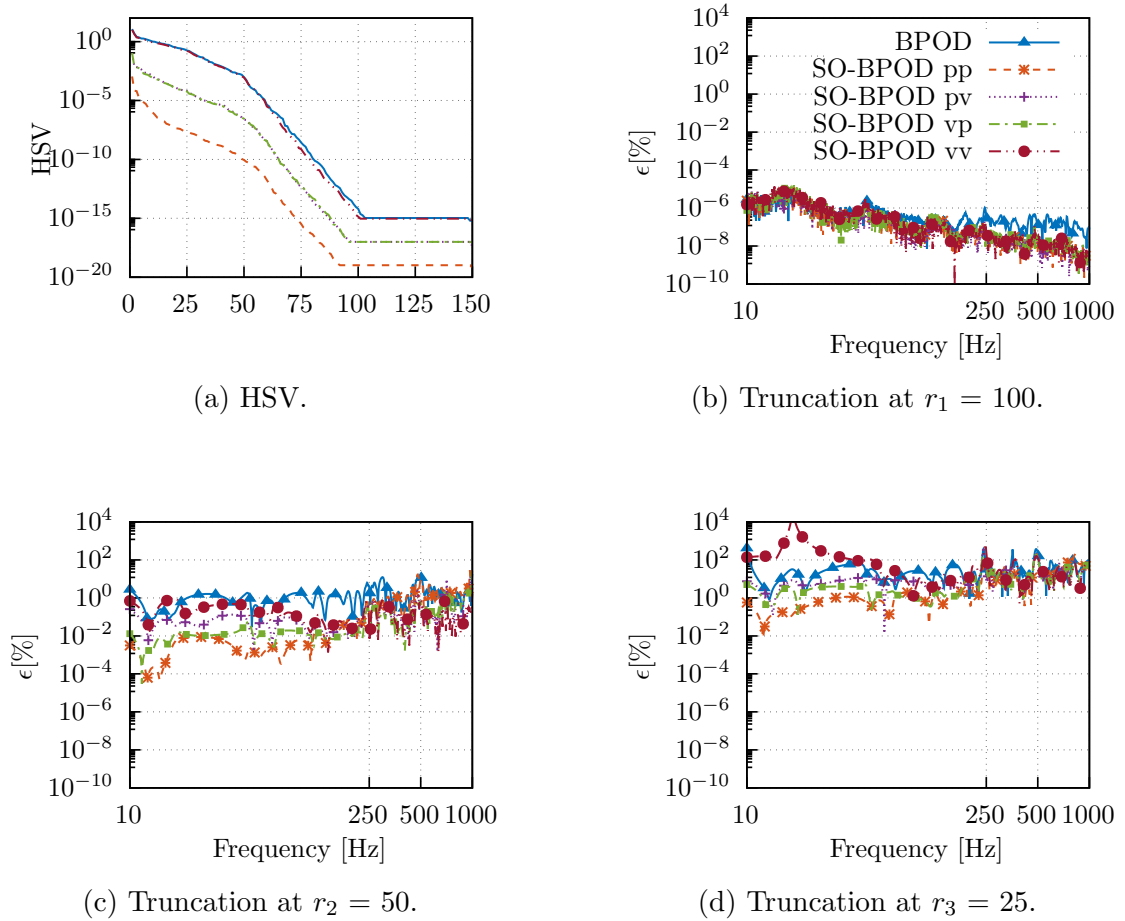 10^0
10^{-5}
10^{-10}
10^{-15}
10^{-20}
HSV
0 25 50 75 100 125 150
(a) HSV.
10^4
10^2
10^0
10^{-2}
10^{-4}
10^{-6}
10^{-8}
10^{-10}
ϵ[%]
BPOD
SO-BPOD pp
SO-BPOD pv
SO-BPOD vp
SO-BPOD vv
10 250 500 1000
Frequency [Hz]
(b) Truncation at r_1 = 100.
10^4
10^2
10^0
10^{-2}
10^{-4}
10^{-6}
10^{-8}
10^{-10}
ϵ[%]
10 250 500 1000
Frequency [Hz]
(c) Truncation at r_2 = 50.
10^4
10^2
10^0
10^{-2}
10^{-4}
10^{-6}
10^{-8}
10^{-10}
ϵ[%]
10 250 500 1000
Frequency [Hz]
(d) Truncation at r_3 = 25.